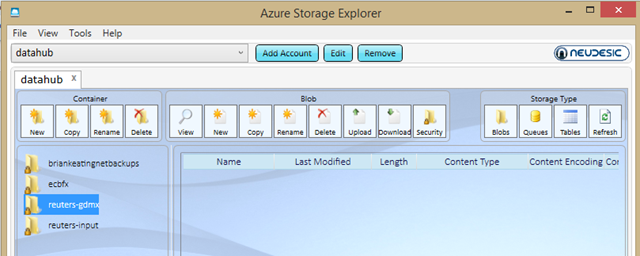 Azure Storage Explorer
File View Tools Help
datahub Add Account Edit Remove NEUDESIC
datahub x
Container Blob Storage Type
New Copy Rename Delete View New Copy Rename Delete Upload Download Security Blobs Queues Tables Refresh
Name Last Modified Length Content Type Content Encoding Cor
briankeatingnetbackups
ecbfx
reuters-gdmx
reuters-input